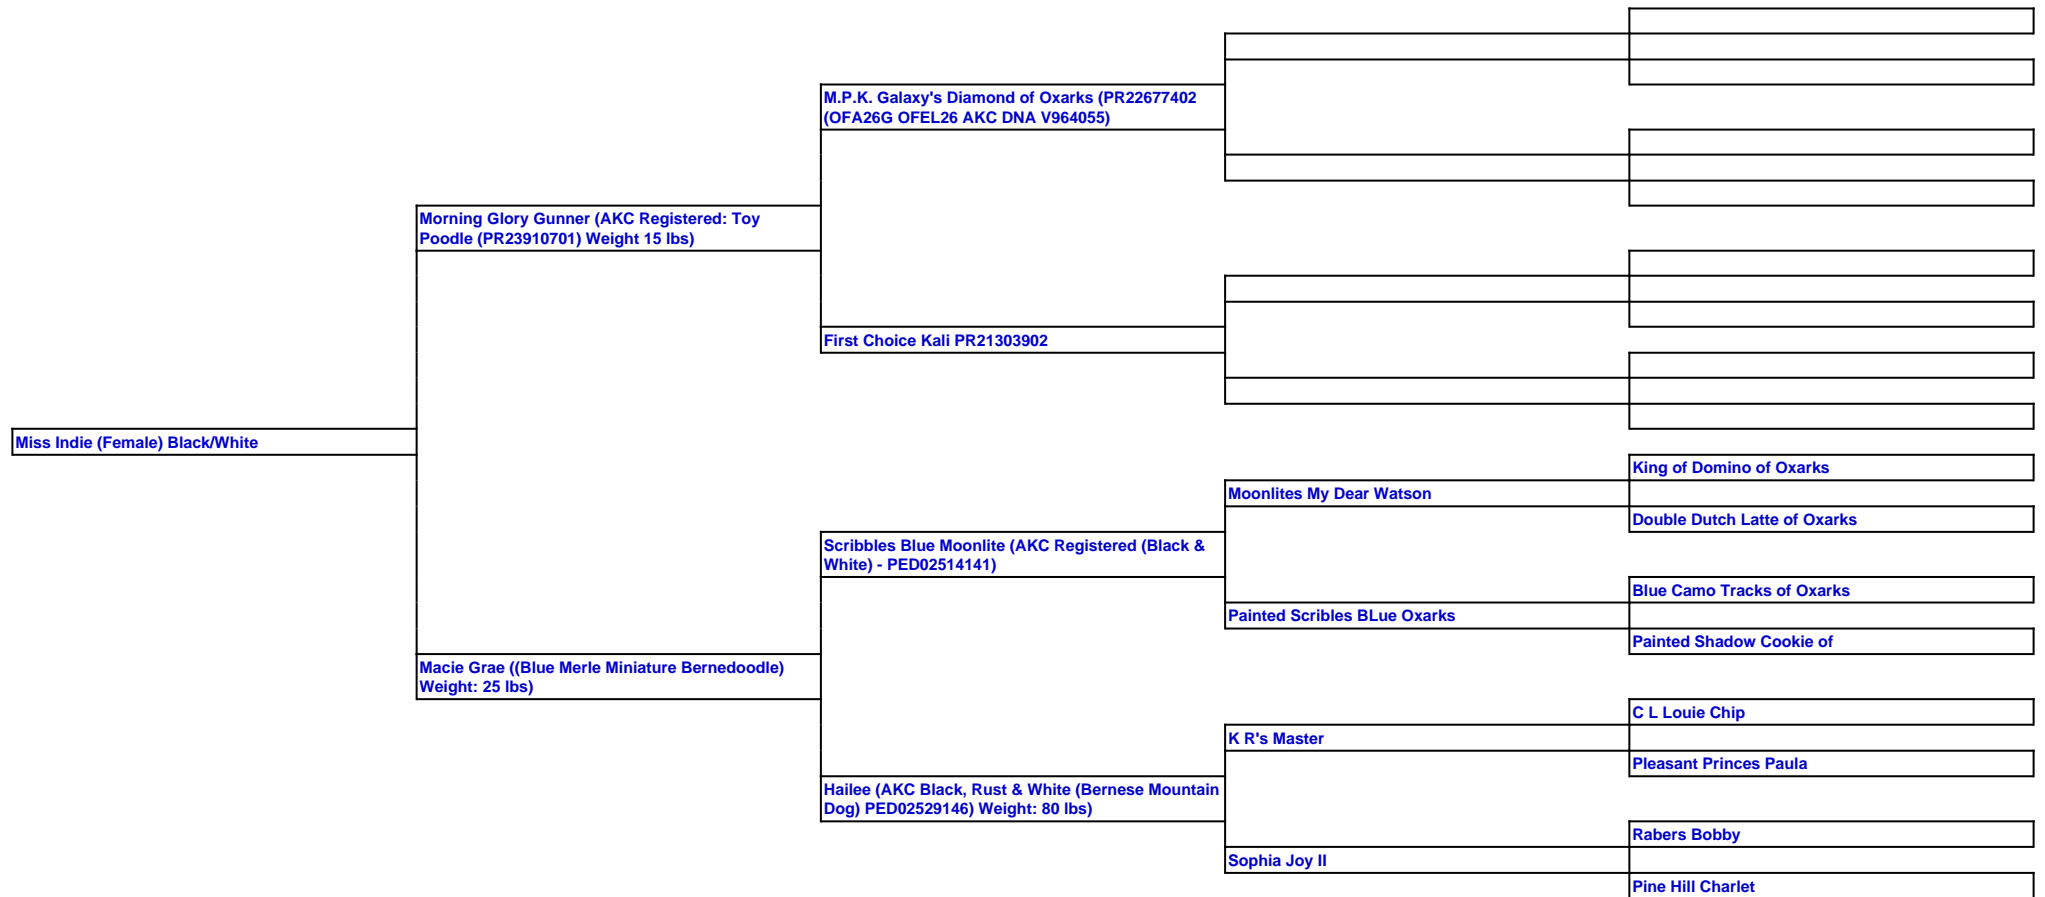 M.P.K. Galaxy's Diamond of Oxarks (PR22677402
(OFA26G OFEL26 AKC DNA V964055)
Morning Glory Gunner (AKC Registered: Toy
Poodle (PR23910701) Weight 15 lbs)
First Choice Kali PR21303902
Miss Indie (Female) Black/White
King of Domino of Oxarks
Moonlites My Dear Watson
Double Dutch Latte of Oxarks
Scribbles Blue Moonlite (AKC Registered (Black &
White) - PED02514141)
Blue Camo Tracks of Oxarks
Painted Scribles BLue Oxarks
Painted Shadow Cookie of
Macie Grae ((Blue Merle Miniature Bernedoodle)
Weight: 25 lbs)
C L Louie Chip
K R's Master
Pleasant Princes Paula
Hailee (AKC Black, Rust & White (Bernese Mountain
Dog) PED02529146) Weight: 80 lbs)
Rabers Bobby
Sophia Joy II
Pine Hill Charlet